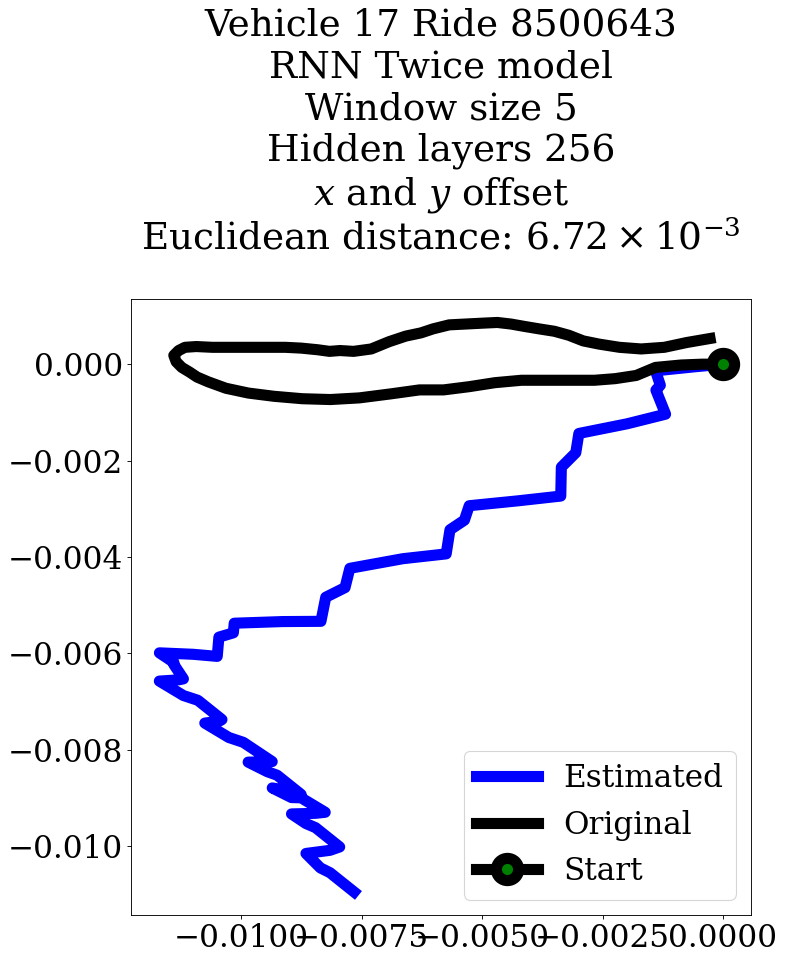 Vehicle 17 Ride 8500643
RNN Twice model
Window size 5
Hidden layers 256
x and y offset
Euclidean distance: 6.72 × 10⁻³
0.000
−0.002
−0.004
−0.006
−0.008
−0.010
Estimated
Original
Start
−0.0100 −0.0075 −0.0050 −0.0025 0.0000